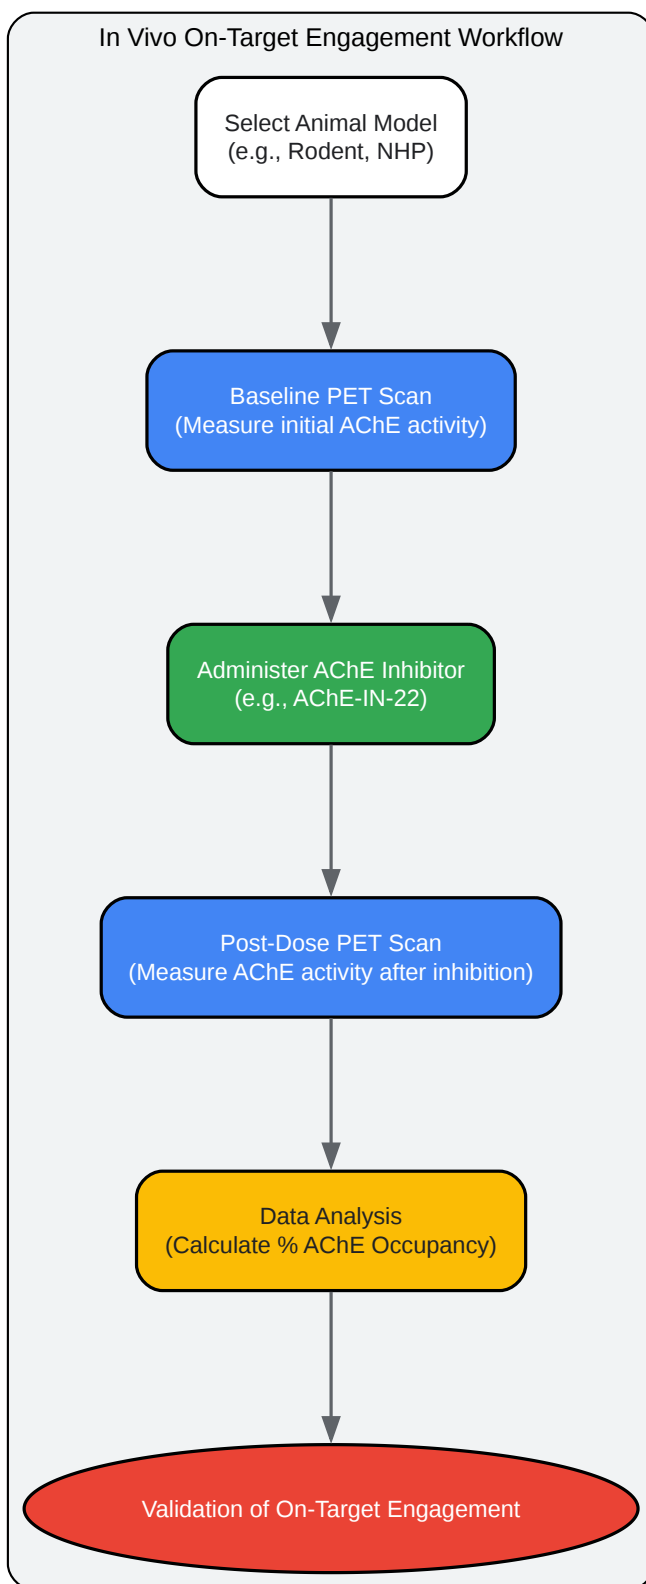 In Vivo On-Target Engagement Workflow
Select Animal Model
(e.g., Rodent, NHP)
Baseline PET Scan
(Measure initial AChE activity)
Administer AChE Inhibitor
(e.g., AChE-IN-22)
Post-Dose PET Scan
(Measure AChE activity after inhibition)
Data Analysis
(Calculate % AChE Occupancy)
Validation of On-Target Engagement